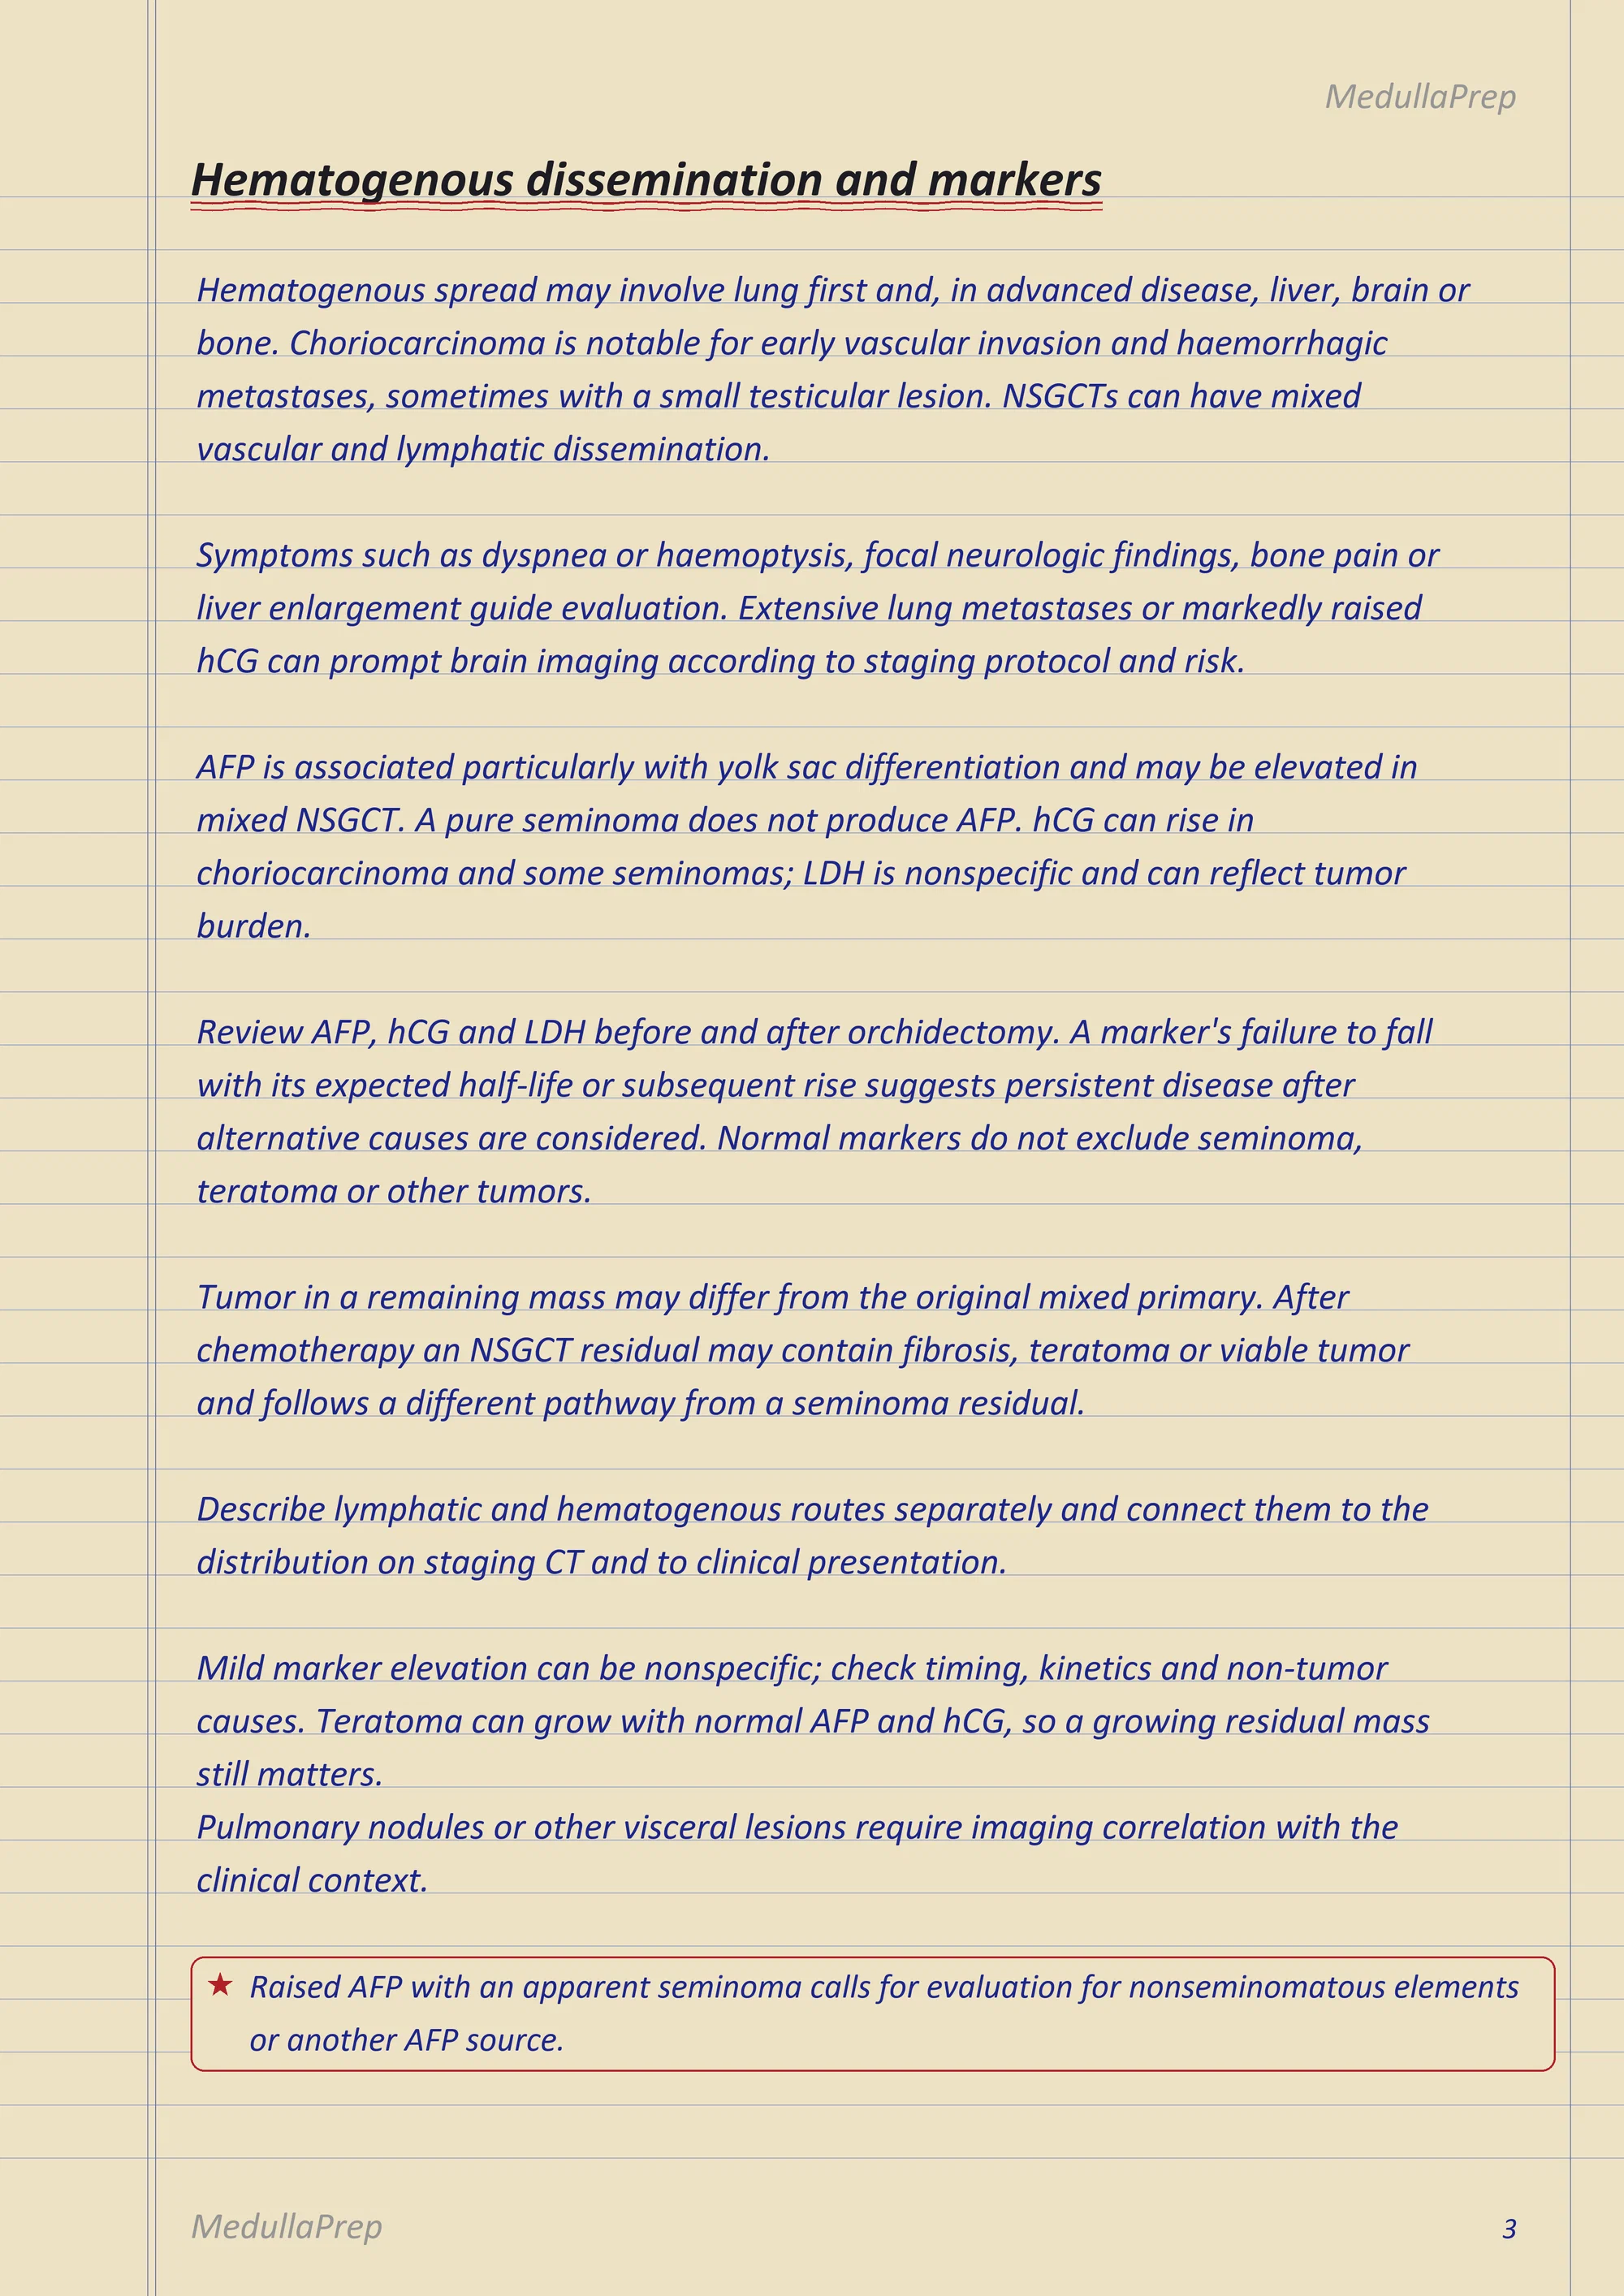 MedullaPrep
Hematogenous dissemination and markers
Hematogenous spread may involve lung first and, in advanced disease, liver, brain or
bone. Choriocarcinoma is notable for early vascular invasion and haemorrhagic
metastases, sometimes with a small testicular lesion. NSGCTs can have mixed
vascular and lymphatic dissemination.
Symptoms such as dyspnea or haemoptysis, focal neurologic findings, bone pain or
liver enlargement guide evaluation. Extensive lung metastases or markedly raised
hCG can prompt brain imaging according to staging protocol and risk.
AFP is associated particularly with yolk sac differentiation and may be elevated in
mixed NSGCT. A pure seminoma does not produce AFP. hCG can rise in
choriocarcinoma and some seminomas; LDH is nonspecific and can reflect tumor
burden.
Review AFP, hCG and LDH before and after orchidectomy. A marker's failure to fall
with its expected half-life or subsequent rise suggests persistent disease after
alternative causes are considered. Normal markers do not exclude seminoma,
teratoma or other tumors.
Tumor in a remaining mass may differ from the original mixed primary. After
chemotherapy an NSGCT residual may contain fibrosis, teratoma or viable tumor
and follows a different pathway from a seminoma residual.
Describe lymphatic and hematogenous routes separately and connect them to the
distribution on staging CT and to clinical presentation.
Mild marker elevation can be nonspecific; check timing, kinetics and non-tumor
causes. Teratoma can grow with normal AFP and hCG, so a growing residual mass
still matters.
Pulmonary nodules or other visceral lesions require imaging correlation with the
clinical context.
★ Raised AFP with an apparent seminoma calls for evaluation for nonseminomatous elements
or another AFP source.
MedullaPrep
3